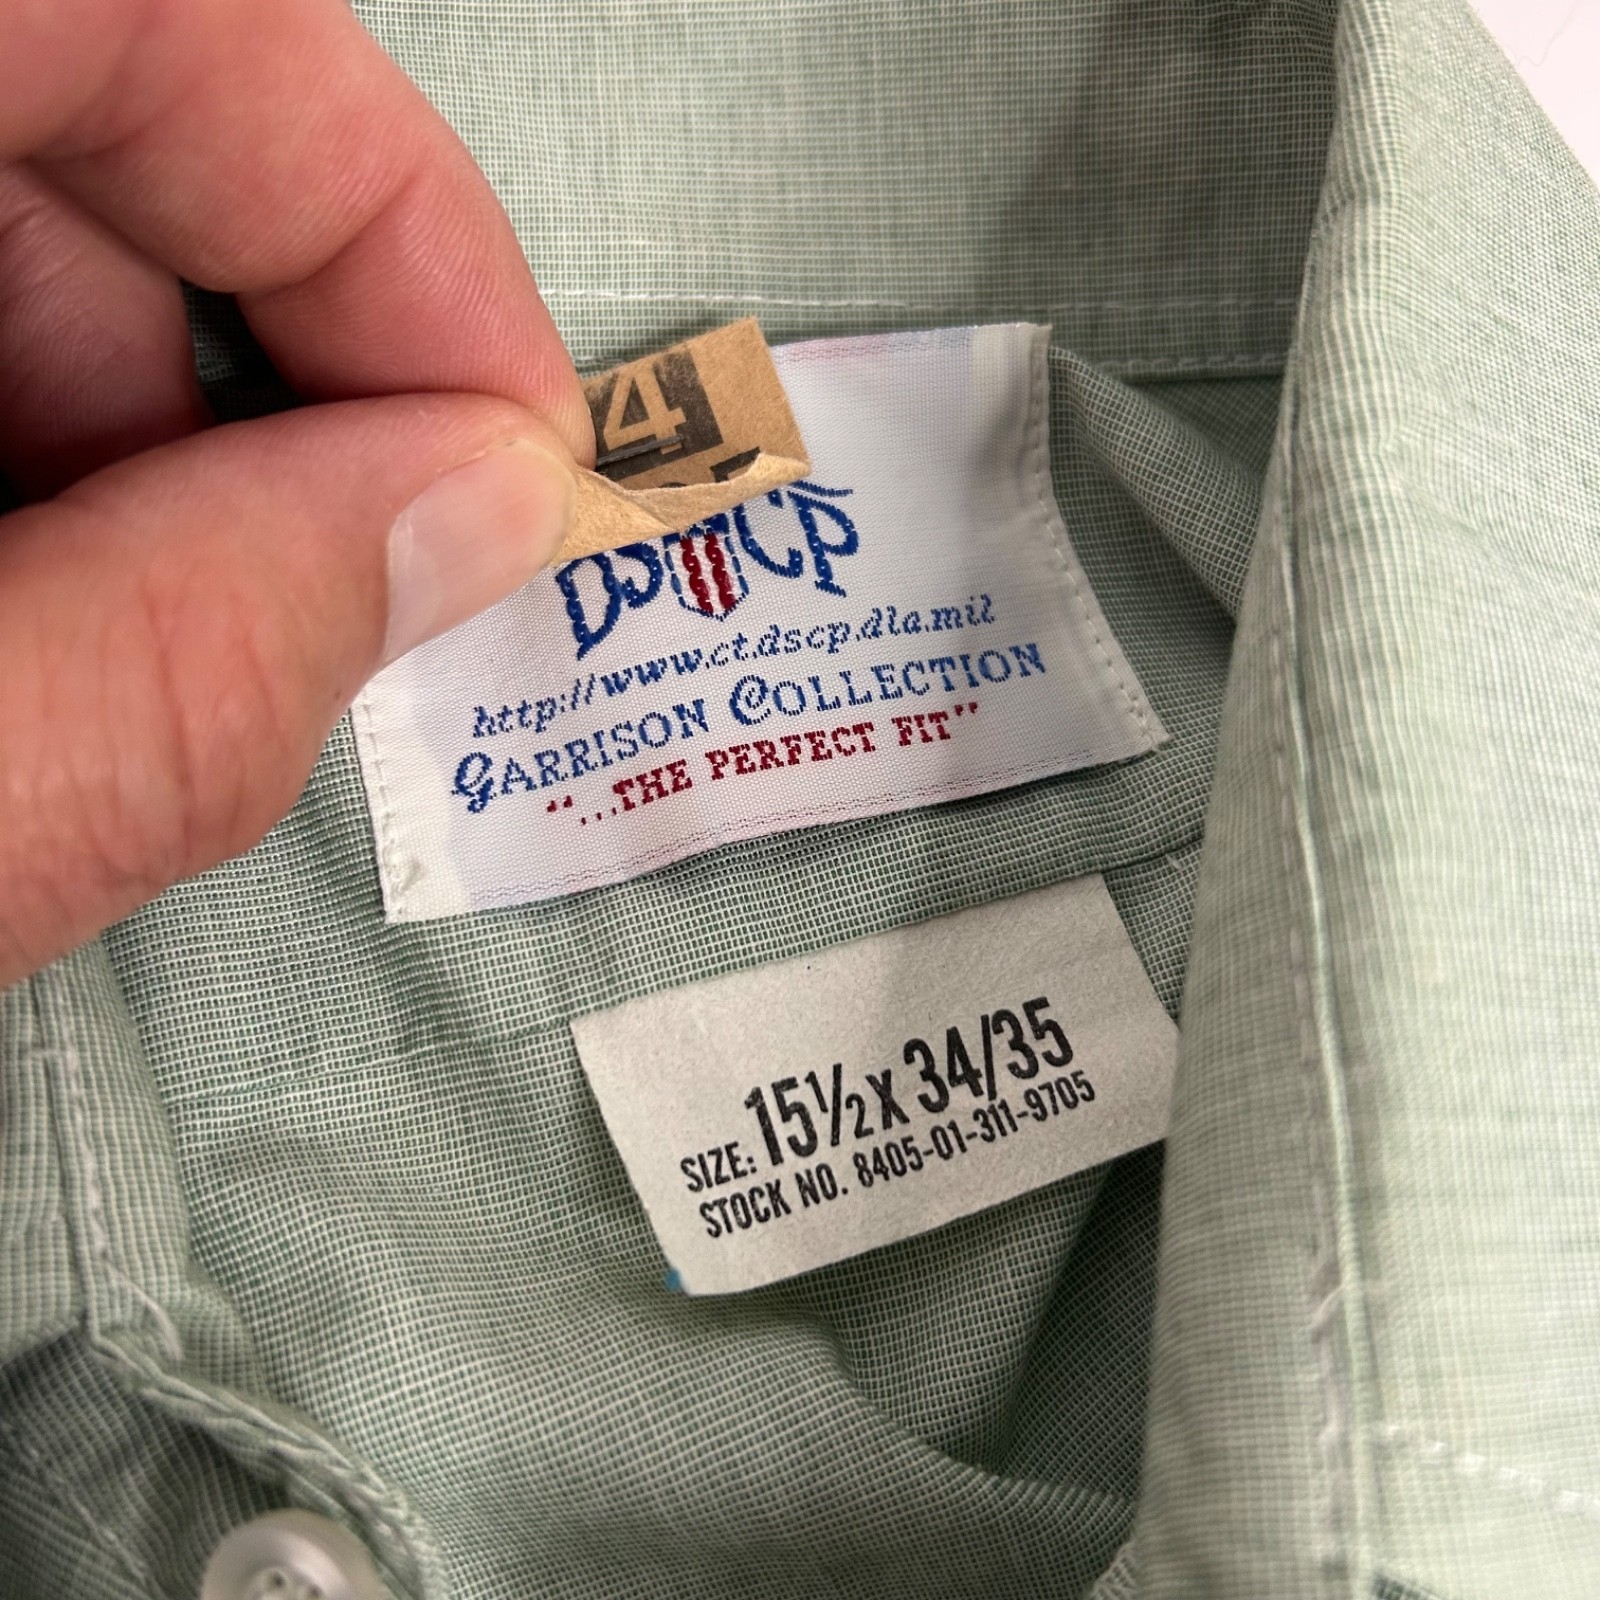 4
DSCP
http://www.ct.dscp.dla.mil
GARRISON COLLECTION
"...THE PERFECT FIT"
SIZE: 15½ X 34/35
STOCK NO. 8405-01-311-9705